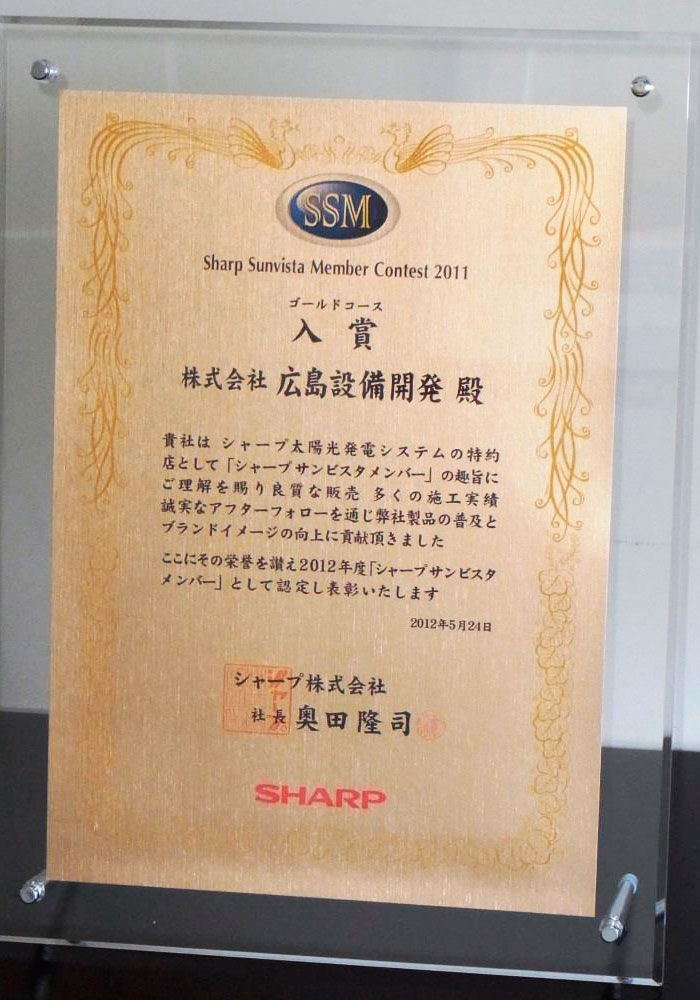 SSM
Sharp Sunvista Member Contest 2011
ゴールドコース
入賞
株式会社 広島設備開発 殿
貴社は シャープ太陽光発電システムの特約
店として「シャープサンビスタメンバー」の趣旨に
ご理解を賜り良質な販売 多くの施工実績
誠実なアフターフォローを通じ弊社製品の普及と
ブランドイメージの向上に貢献頂きました
ここにその栄誉を讃え2012年度「シャープサンビスタ
メンバー」として認定し表彰いたします
2012年5月24日
シャープ株式会社
社長 奥田隆司
SHARP